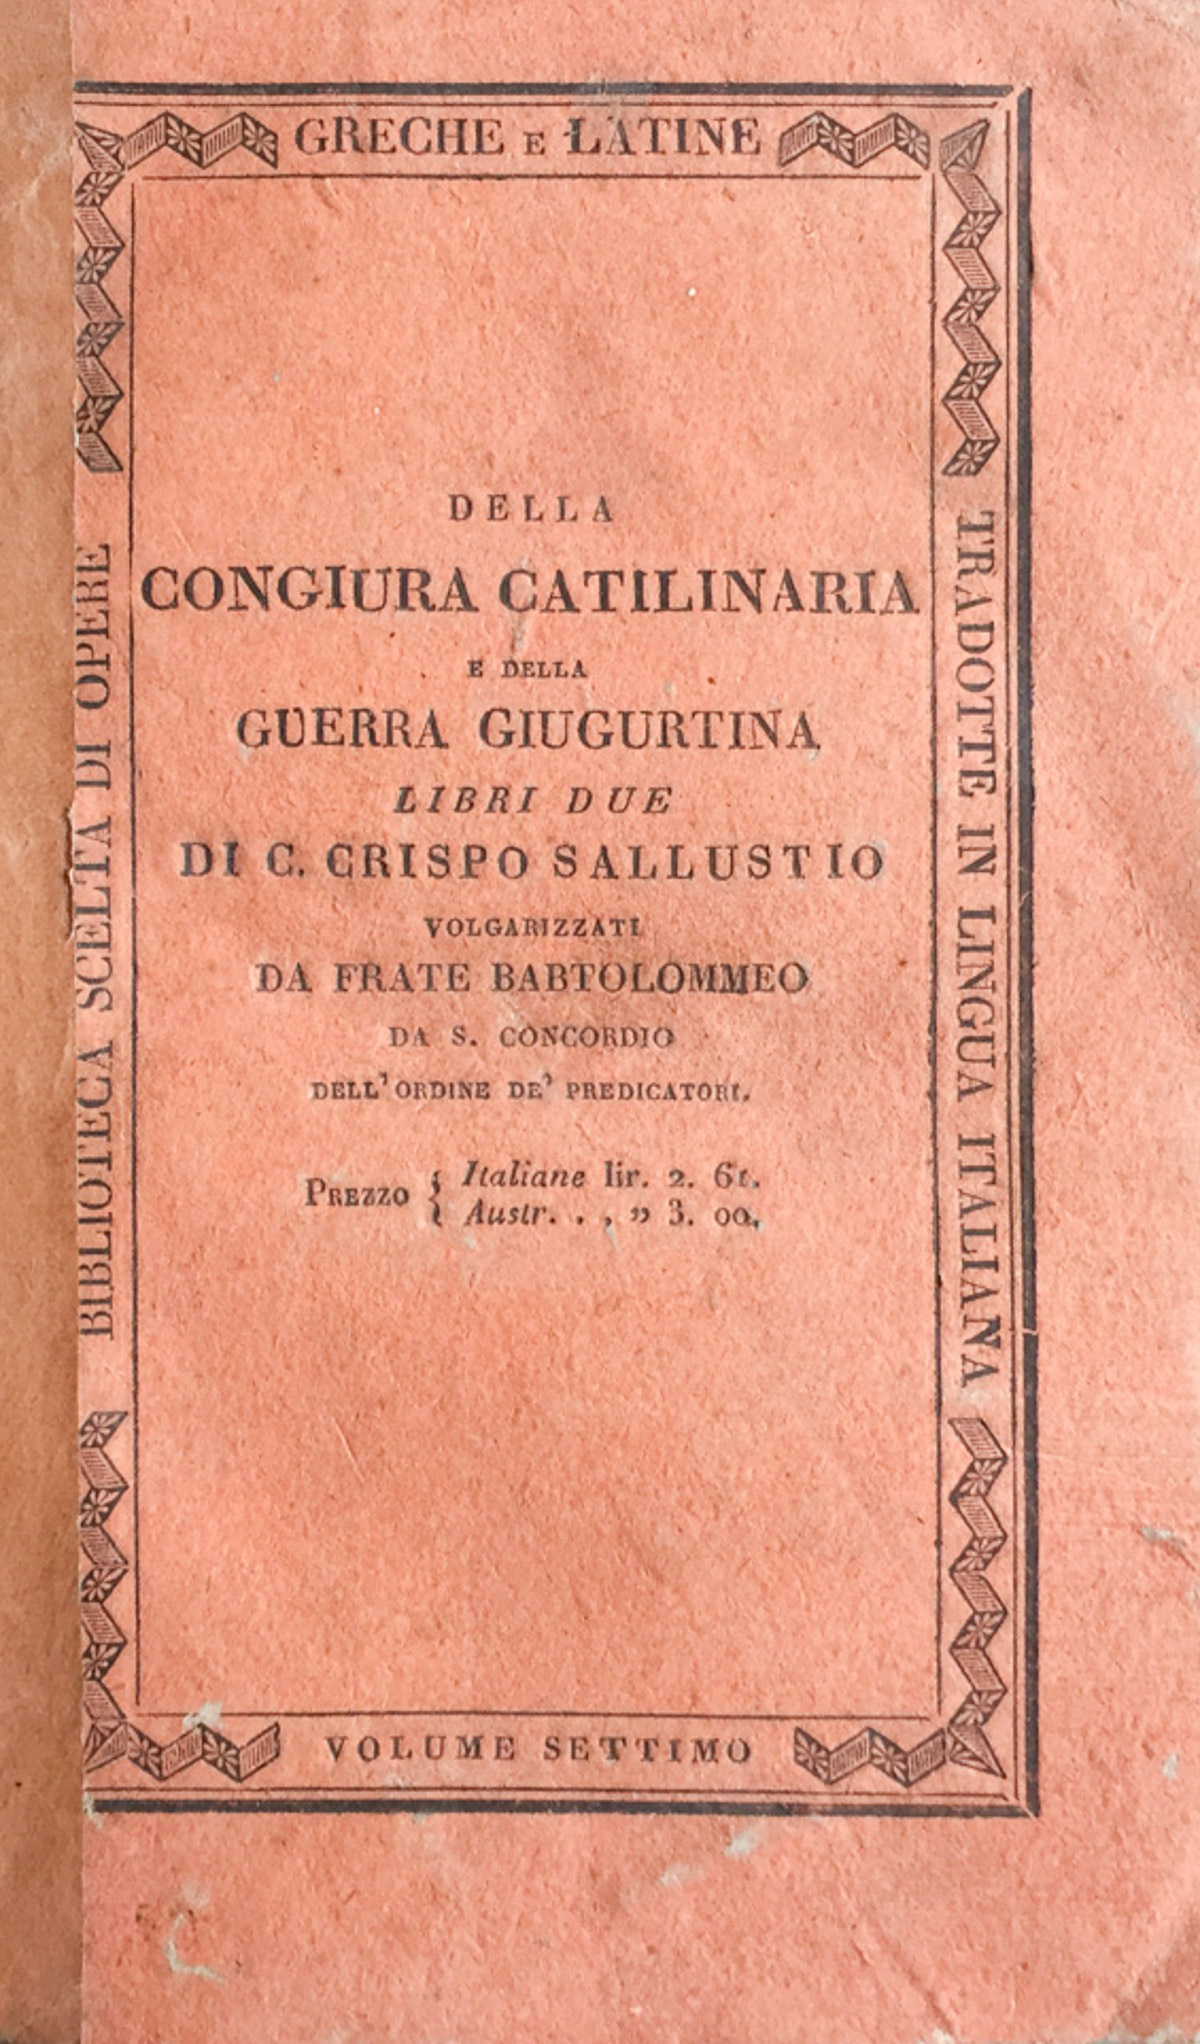 BIBLIOTECA SCELTA DI OPERE
GRECHE E LATINE
TRADOTTE IN LINGUA ITALIANA
DELLA
CONGIURA CATILINARIA
E DELLA
GUERRA GIUGURTINA
LIBRI DUE
DI C. CRISPO SALLUSTIO
VOLGARIZZATI
DA FRATE BARTOLOMMEO
DA S. CONCORDIO
DELL' ORDINE DE' PREDICATORI.
PREZZO { Italiane lir. 2. 61.
Austr. . , „ 3. 00.
VOLUME SETTIMO